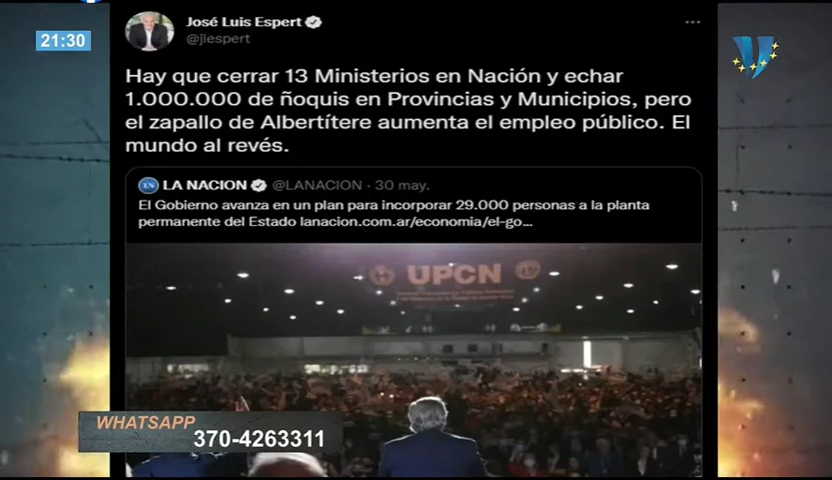 21:30
José Luis Espert
@jlespert
Hay que cerrar 13 Ministerios en Nación y echar
1.000.000 de ñoquis en Provincias y Municipios, pero
el zapallo de Albertítere aumenta el empleo público. El
mundo al revés.
LN LA NACION @LANACION · 30 may.
El Gobierno avanza en un plan para incorporar 29.000 personas a la planta
permanente del Estado lanacion.com.ar/economia/el-go...
UPCN
WHATSAPP
370-4263311